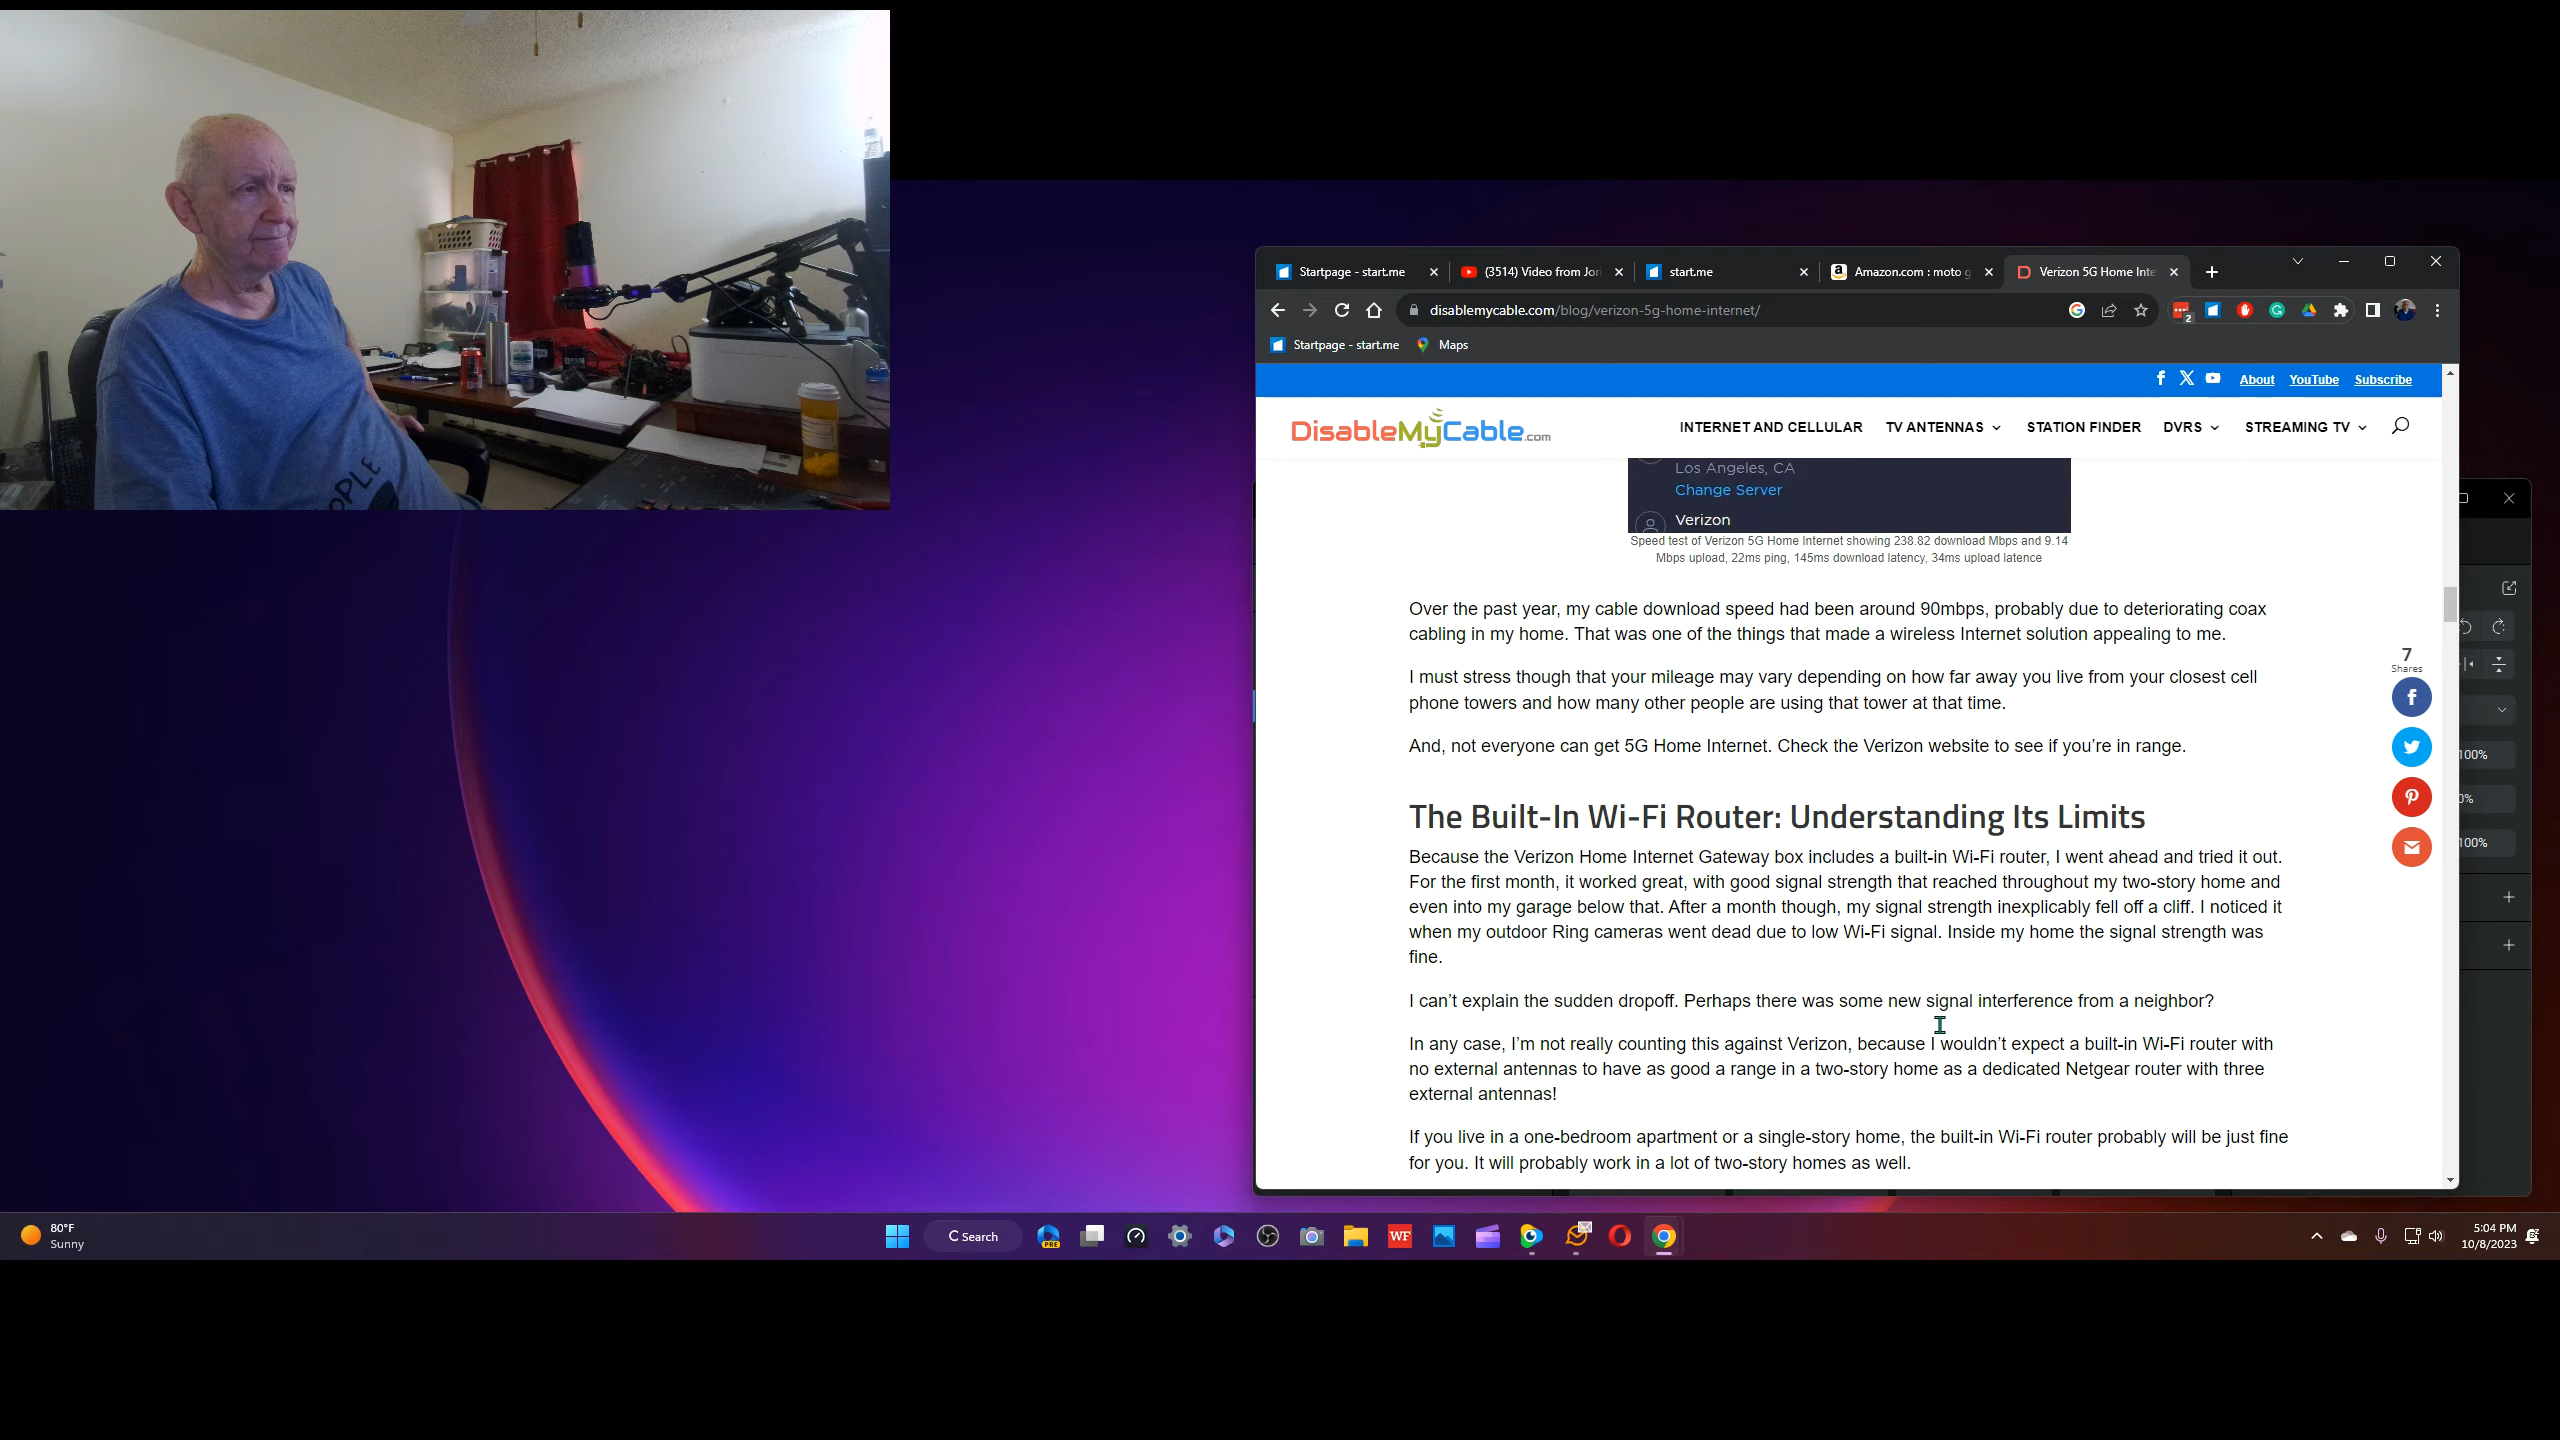 OPLE
Startpage - start.me
(3514) Video from Jon
start.me
Amazon.com : moto g
Verizon 5G Home Inte
disablemycable.com/blog/verizon-5g-home-internet/
2
Startpage - start.me
Maps
About
YouTube
Subscribe
DisableMyCable.com
INTERNET AND CELLULAR
TV ANTENNAS
STATION FINDER
DVRS
STREAMING TV
Los Angeles, CA
Change Server
Verizon
Speed test of Verizon 5G Home Internet showing 238.82 download Mbps and 9.14
Mbps upload, 22ms ping, 145ms download latency, 34ms upload latence
Over the past year, my cable download speed had been around 90mbps, probably due to deteriorating coax
cabling in my home. That was one of the things that made a wireless Internet solution appealing to me.
I must stress though that your mileage may vary depending on how far away you live from your closest cell
phone towers and how many other people are using that tower at that time.
And, not everyone can get 5G Home Internet. Check the Verizon website to see if you’re in range.
The Built-In Wi-Fi Router: Understanding Its Limits
Because the Verizon Home Internet Gateway box includes a built-in Wi-Fi router, I went ahead and tried it out.
For the first month, it worked great, with good signal strength that reached throughout my two-story home and
even into my garage below that. After a month though, my signal strength inexplicably fell off a cliff. I noticed it
when my outdoor Ring cameras went dead due to low Wi-Fi signal. Inside my home the signal strength was
fine.
I can’t explain the sudden dropoff. Perhaps there was some new signal interference from a neighbor?
In any case, I’m not really counting this against Verizon, because I wouldn’t expect a built-in Wi-Fi router with
no external antennas to have as good a range in a two-story home as a dedicated Netgear router with three
external antennas!
If you live in a one-bedroom apartment or a single-story home, the built-in Wi-Fi router probably will be just fine
for you. It will probably work in a lot of two-story homes as well.
7
Shares
100%
0%
100%
80°F
Sunny
Search
PRE
WF
5:04 PM
10/8/2023